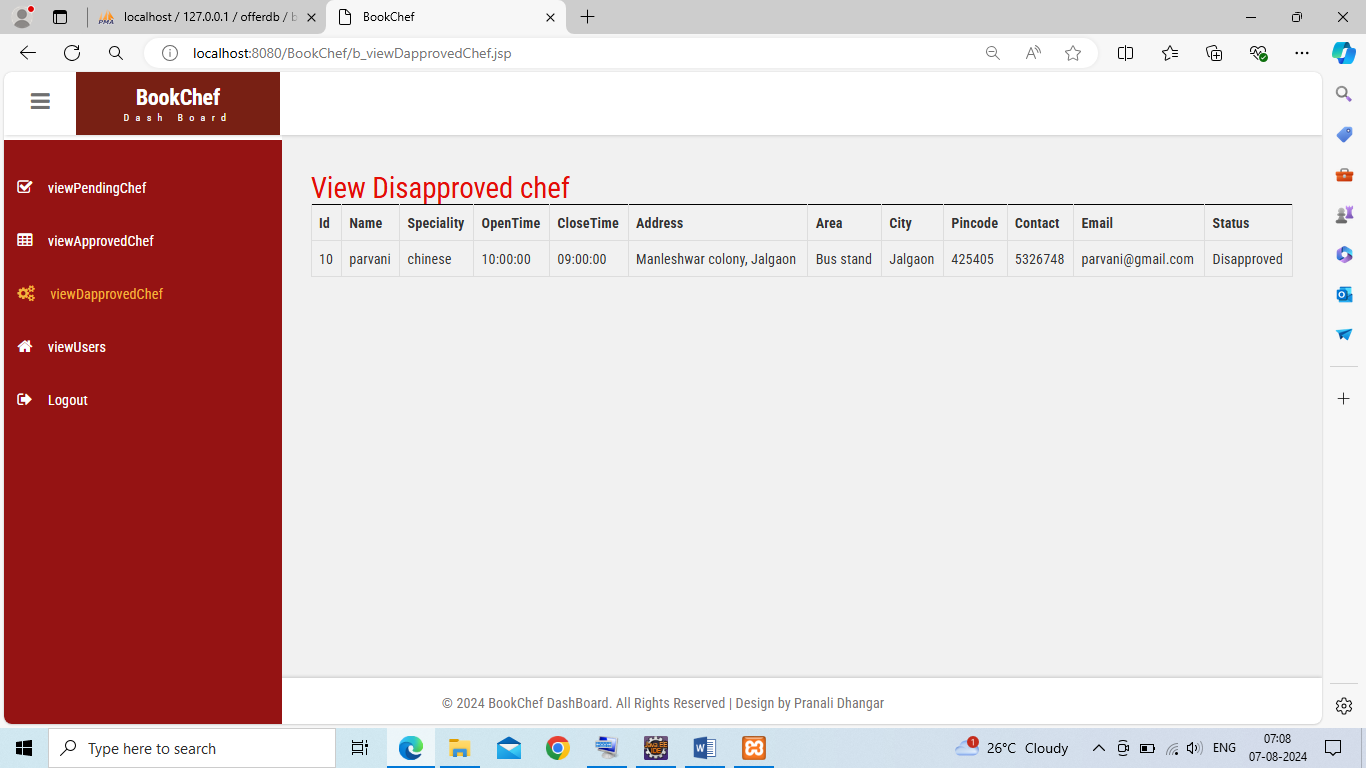 localhost / 127.0.0.1 / offerdb / b
BookChef
localhost:8080/BookChef/b_viewDapprovedChef.jsp
BookChef
Dash Board
viewPendingChef
viewApprovedChef
viewDapprovedChef
viewUsers
Logout
View Disapproved chef
Id Name Speciality OpenTime CloseTime Address Area City Pincode Contact Email Status
10 parvani chinese 10:00:00 09:00:00 Manleshwar colony, Jalgaon Bus stand Jalgaon 425405 5326748 parvani@gmail.com Disapproved
© 2024 BookChef DashBoard. All Rights Reserved | Design by Pranali Dhangar
Type here to search
1
26°C Cloudy
ENG
07:08
07-08-2024